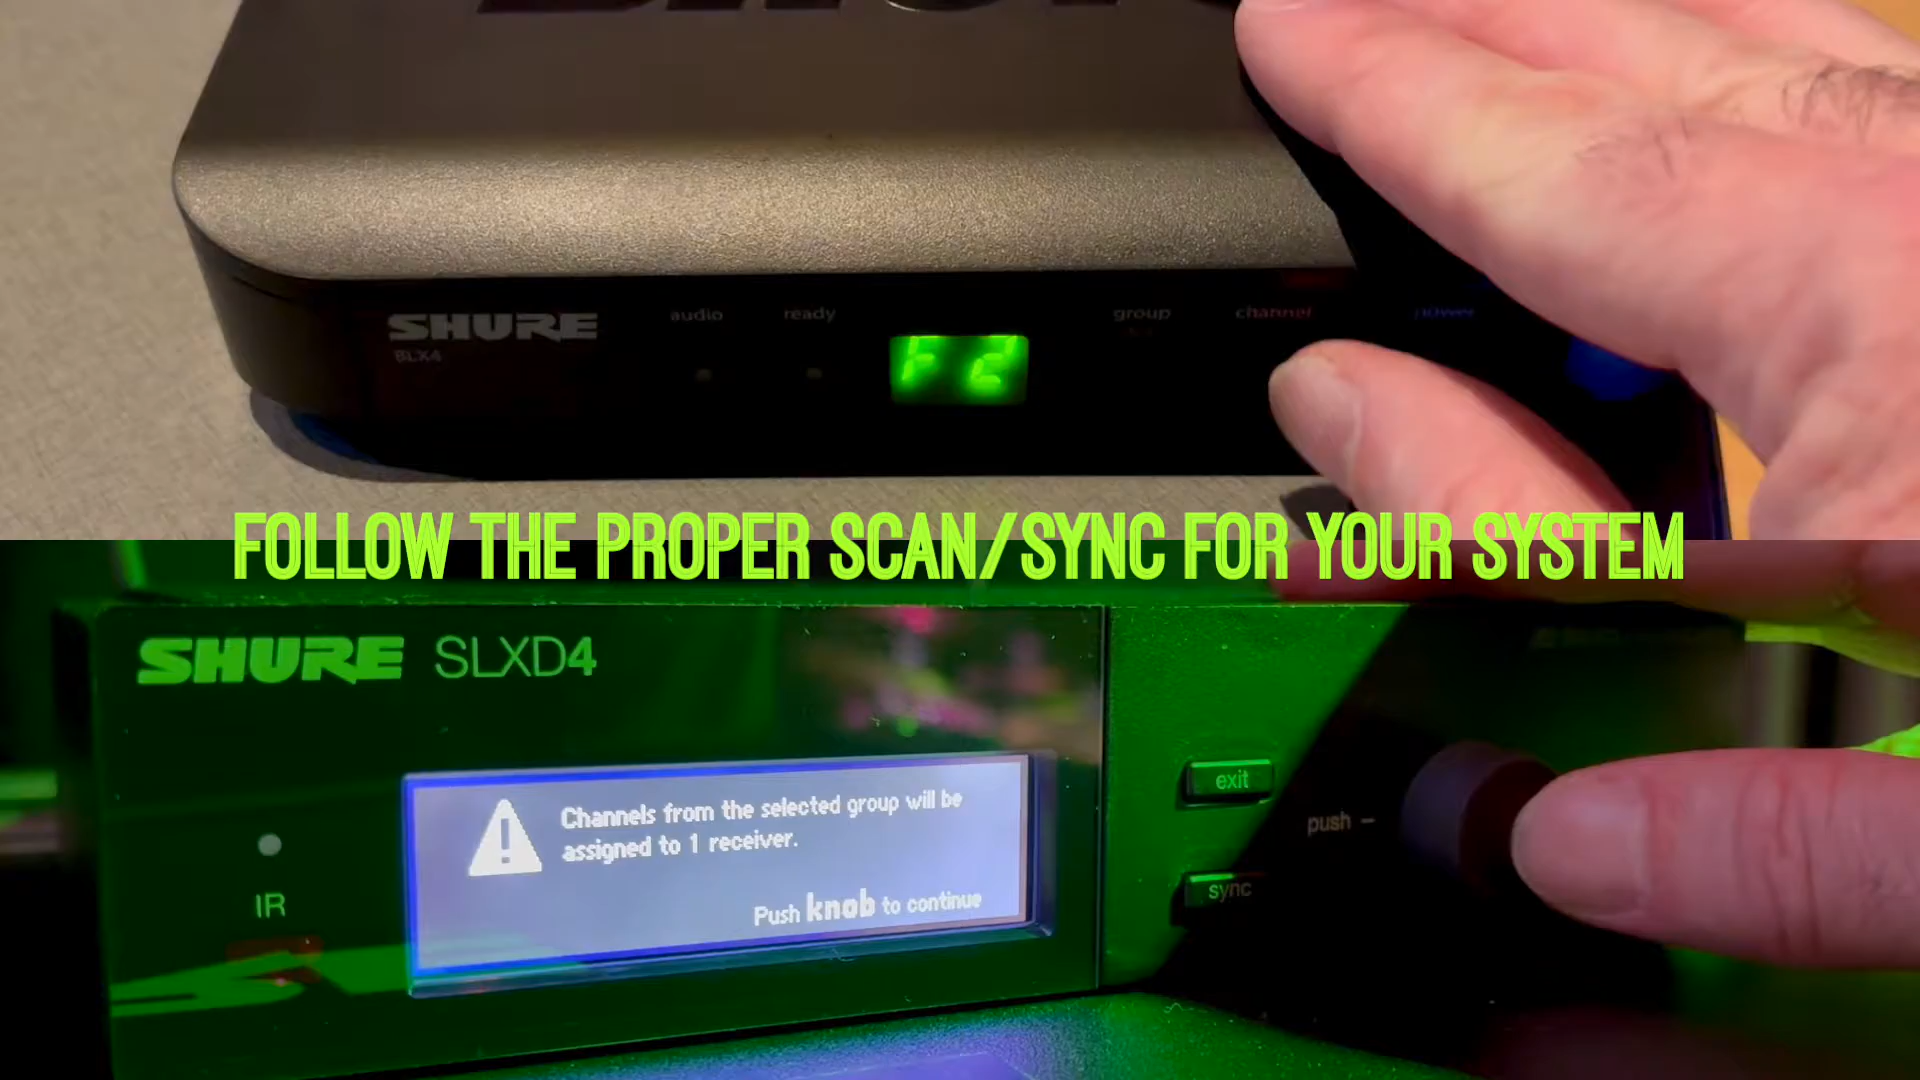 SHURE
BLX4
audio
ready
group
channel
power
FOLLOW THE PROPER SCAN/SYNC FOR YOUR SYSTEM
SHURE SLXD4
IR
Channels from the selected group will be
assigned to 1 receiver.
Push knob to continue
exit
push –
sync